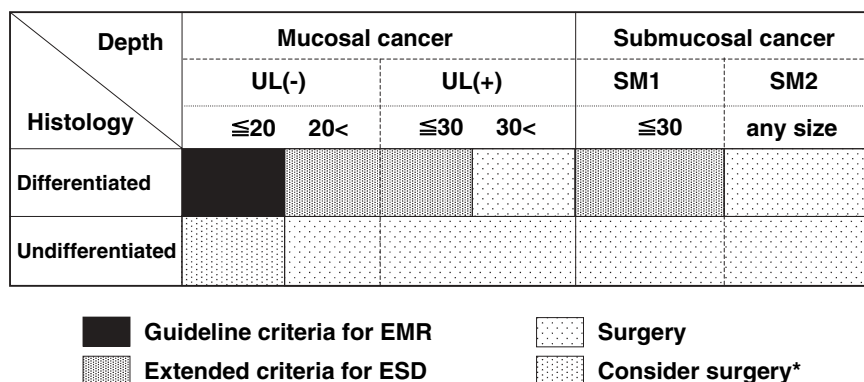 Depth Mucosal cancer Submucosal cancer
UL(-) UL(+) SM1 SM2
Histology ≦20 20< ≦30 30< ≦30 any size
Differentiated
Undifferentiated
Guideline criteria for EMR Surgery
Extended criteria for ESD Consider surgery*